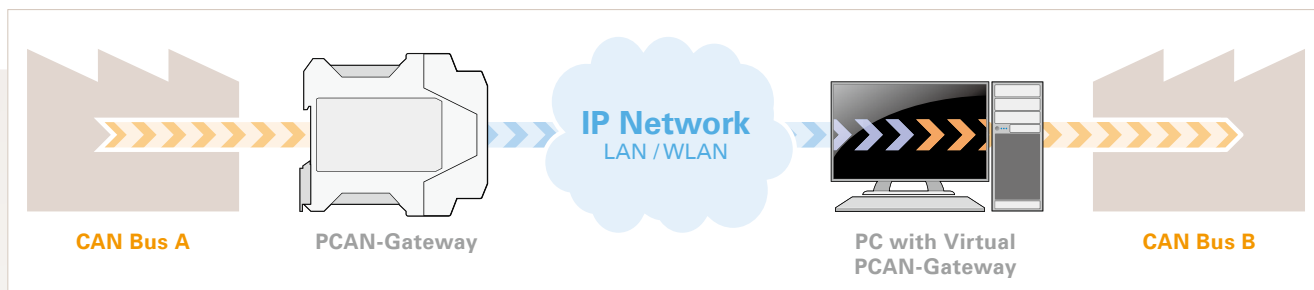 IP Network
LAN / WLAN
CAN Bus A
PCAN-Gateway
PC with Virtual
PCAN-Gateway
CAN Bus B